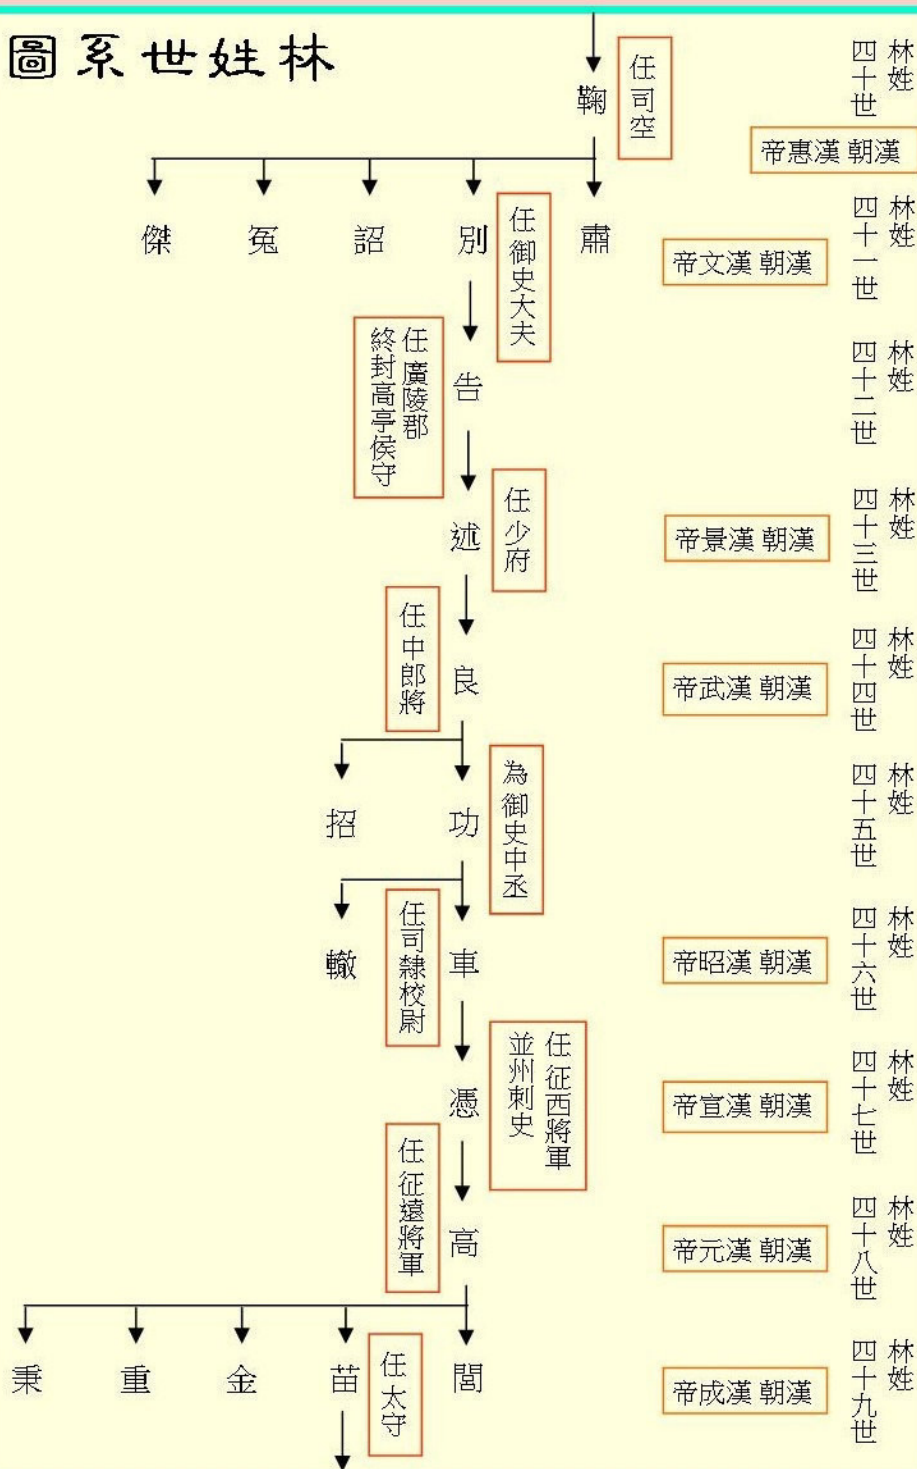 林姓世系圖
林姓
四十世
漢朝 漢惠帝
任司空
鞠
林姓
四十一世
漢朝 漢文帝
肅
任御史大夫
別
詔
冤
傑
林姓
四十二世
告
任廣陵郡
終封高亭侯守
林姓
四十三世
漢朝 漢景帝
任少府
述
林姓
四十四世
漢朝 漢武帝
良
任中郎將
林姓
四十五世
為御史中丞
功
招
林姓
四十六世
漢朝 漢昭帝
車
任司隸校尉
轍
林姓
四十七世
漢朝 漢宣帝
任征西將軍
並州刺史
憑
林姓
四十八世
漢朝 漢元帝
高
任征遠將軍
林姓
四十九世
漢朝 漢成帝
閭
任太守
苗
金
重
秉